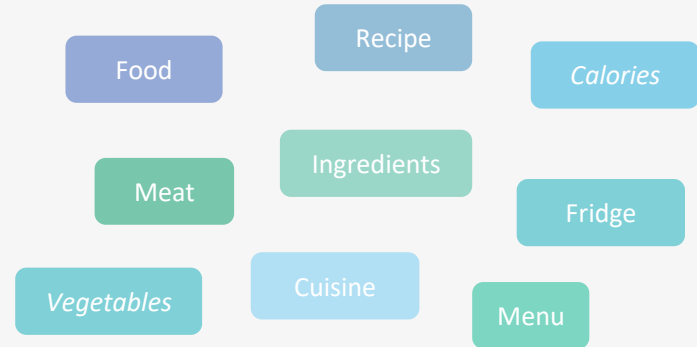 Food
Recipe
Calories
Meat
Ingredients
Fridge
Vegetables
Cuisine
Menu